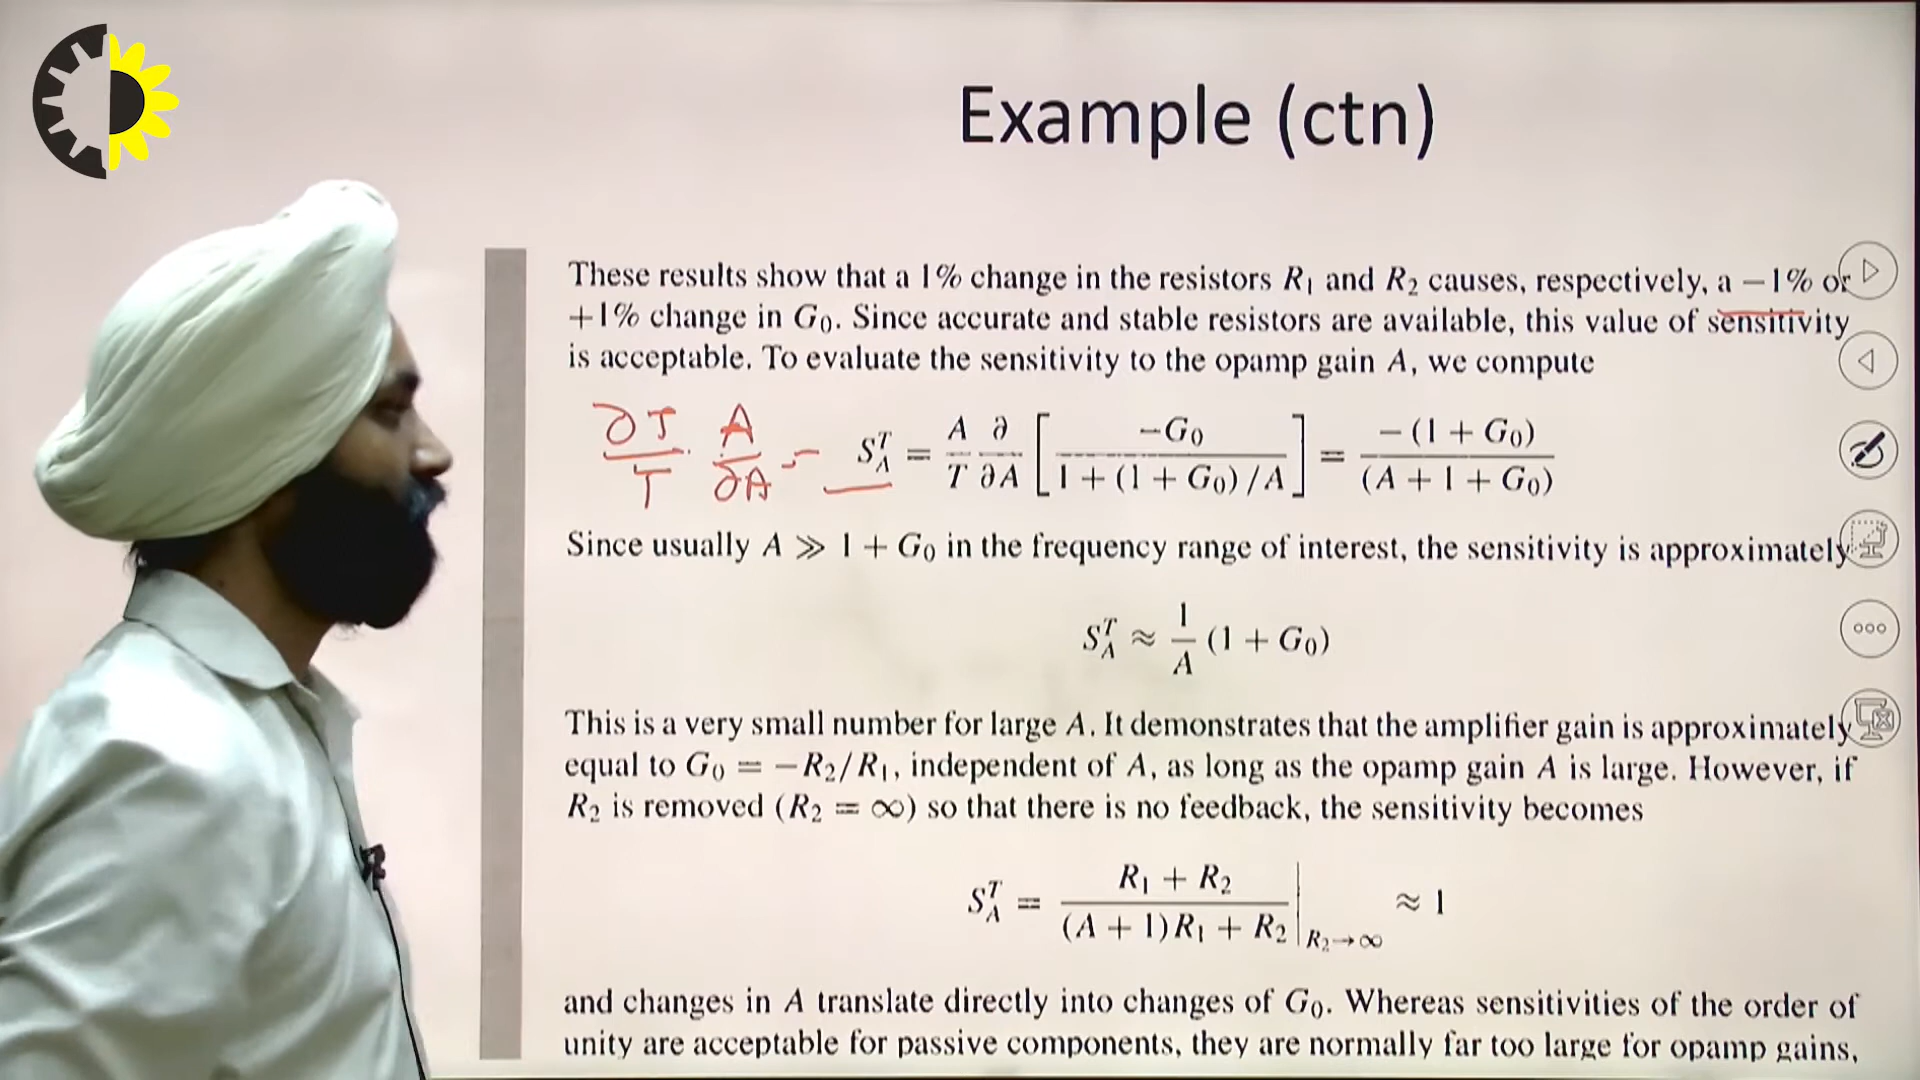 Example (ctn)
These results show that a 1% change in the resistors R₁ and R₂ causes, respectively, a −1% or
+1% change in G₀. Since accurate and stable resistors are available, this value of sensitivity
is acceptable. To evaluate the sensitivity to the opamp gain A, we compute
∂T/T · A/∂A = S_A^T = A/T ∂/∂A [−G₀ / (1 + (1 + G₀)/A)] = −(1 + G₀) / (A + 1 + G₀)
Since usually A ≫ 1 + G₀ in the frequency range of interest, the sensitivity is approximately
S_A^T ≈ 1/A (1 + G₀)
This is a very small number for large A. It demonstrates that the amplifier gain is approximately
equal to G₀ = −R₂/R₁, independent of A, as long as the opamp gain A is large. However, if
R₂ is removed (R₂ = ∞) so that there is no feedback, the sensitivity becomes
S_A^T = (R₁ + R₂) / ((A + 1)R₁ + R₂) |R₂→∞ ≈ 1
and changes in A translate directly into changes of G₀. Whereas sensitivities of the order of
unity are acceptable for passive components, they are normally far too large for opamp gains,